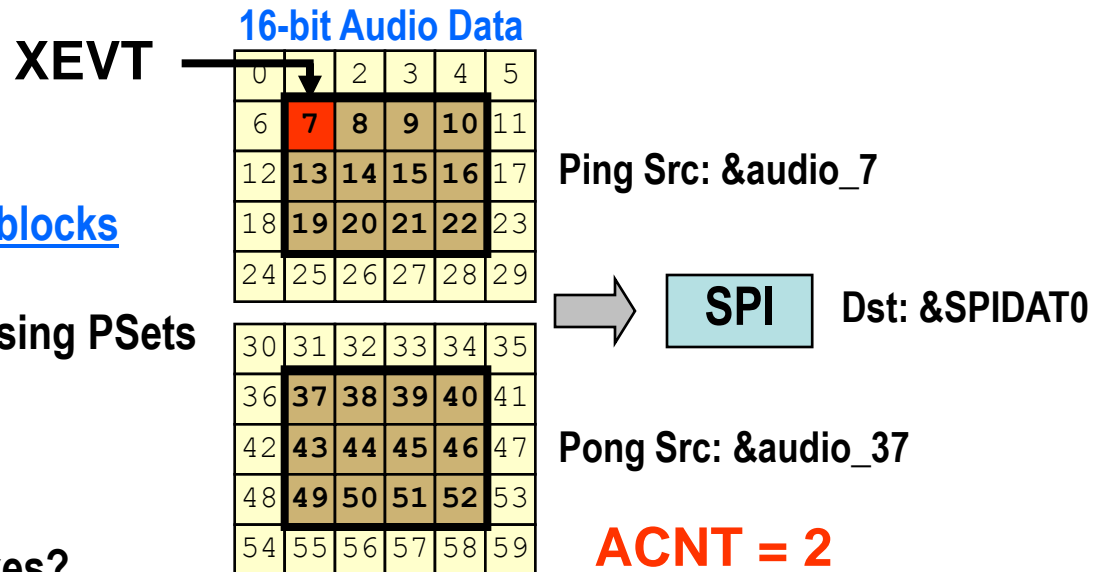 16-bit Audio Data
XEVT
0 2 3 4 5
6 7 8 9 10 11
12 13 14 15 16 17
18 19 20 21 22 23
24 25 26 27 28 29
Ping Src: &audio_7
blocks
sing PSets
SPI
Dst: &SPIDAT0
30 31 32 33 34 35
36 37 38 39 40 41
42 43 44 45 46 47
48 49 50 51 52 53
54 55 56 57 58 59
Pong Src: &audio_37
ACNT = 2